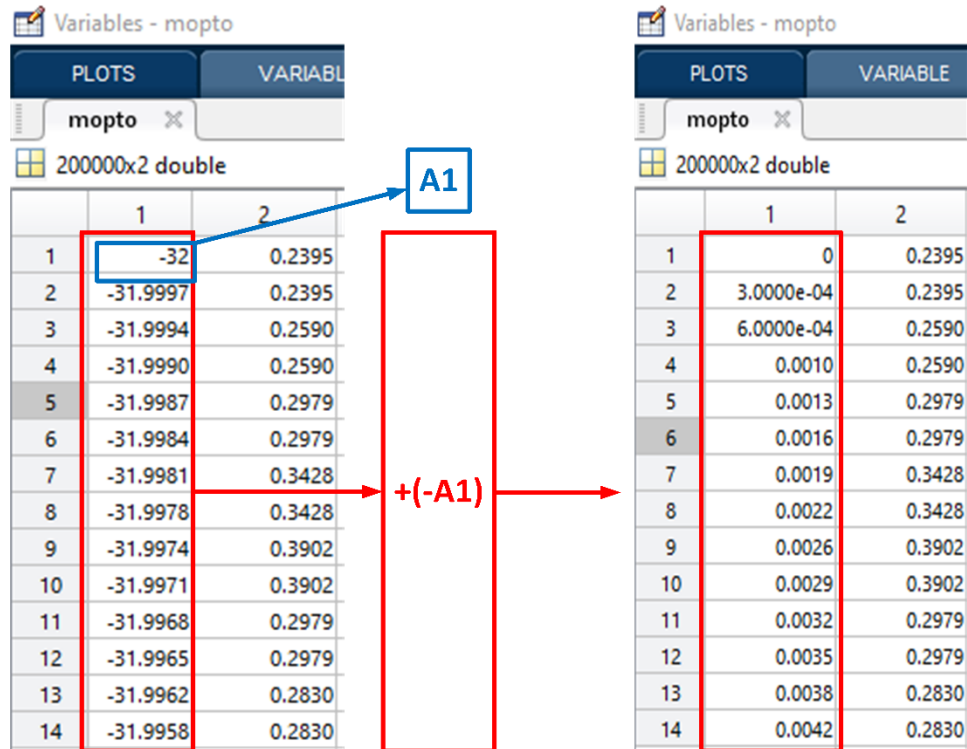 Variables - mopto
PLOTS VARIABL
mopto
200000x2 double
1 2
1 -32 0.2395
2 -31.9997 0.2395
3 -31.9994 0.2590
4 -31.9990 0.2590
5 -31.9987 0.2979
6 -31.9984 0.2979
7 -31.9981 0.3428
8 -31.9978 0.3428
9 -31.9974 0.3902
10 -31.9971 0.3902
11 -31.9968 0.2979
12 -31.9965 0.2979
13 -31.9962 0.2830
14 -31.9958 0.2830
A1
+(-A1)
Variables - mopto
PLOTS VARIABLE
mopto
200000x2 double
1 2
1 0 0.2395
2 3.0000e-04 0.2395
3 6.0000e-04 0.2590
4 0.0010 0.2590
5 0.0013 0.2979
6 0.0016 0.2979
7 0.0019 0.3428
8 0.0022 0.3428
9 0.0026 0.3902
10 0.0029 0.3902
11 0.0032 0.2979
12 0.0035 0.2979
13 0.0038 0.2830
14 0.0042 0.2830